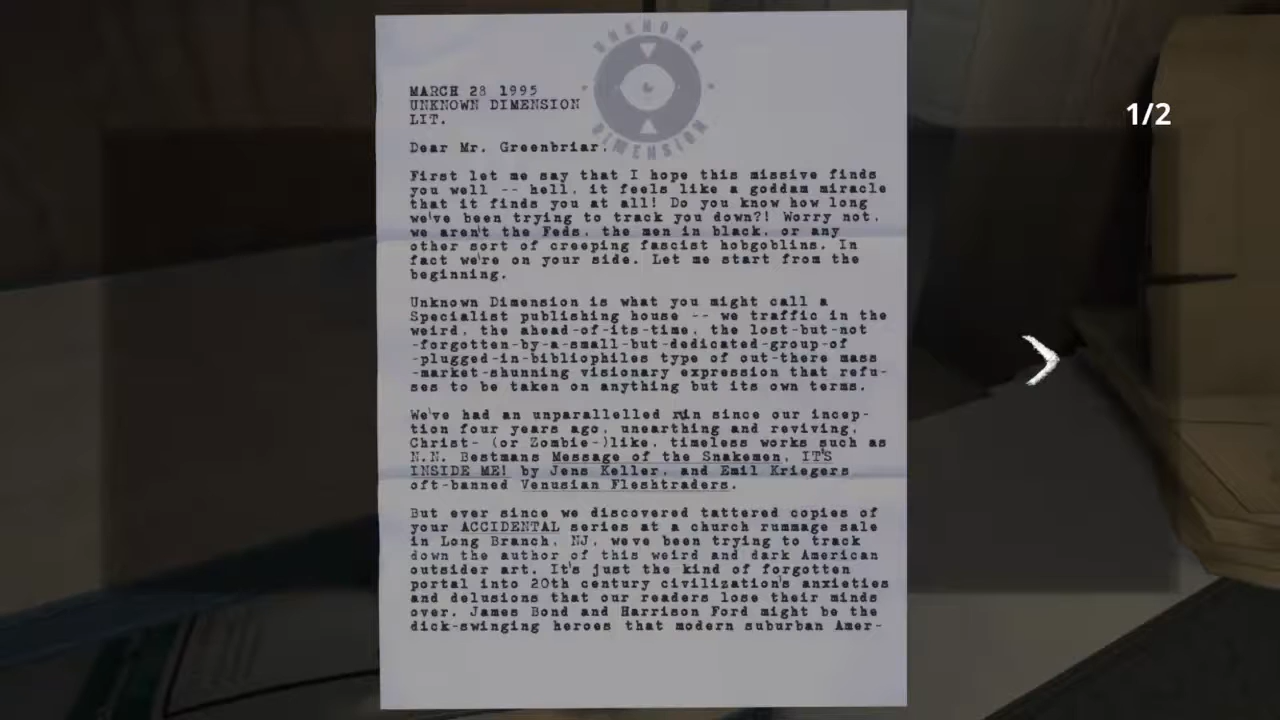 UNKNOWN
DIMENSION
1/2
MARCH 28 1995
UNKNOWN DIMENSION
LIT.
Dear Mr. Greenbriar,
First let me say that I hope this missive finds
you well -- hell, it feels like a goddam miracle
that it finds you at all! Do you know how long
we've been trying to track you down?! Worry not,
we aren't the Feds, the men in black, or any
other sort of creeping fascist hobgoblins. In
fact we're on your side. Let me start from the
beginning.
Unknown Dimension is what you might call a
Specialist publishing house -- we traffic in the
weird, the ahead-of-its-time, the lost-but-not
-forgotten-by-a-small-but-dedicated-group-of
-plugged-in-bibliophiles type of out-there mass
-market-shunning visionary expression that refu-
ses to be taken on anything but its own terms.
We've had an unparallelled run since our incep-
tion four years ago, unearthing and reviving,
Christ- (or Zombie-)like, timeless works such as
N.N. Bestmans Message of the Snakemen, IT'S
INSIDE ME! by Jens Keller, and Emil Kriegers
oft-banned Venusian Fleshtraders.
But ever since we discovered tattered copies of
your ACCIDENTAL series at a church rummage sale
in Long Branch, NJ, we've been trying to track
down the author of this weird and dark American
outsider art. It's just the kind of forgotten
portal into 20th century civilization's anxieties
and delusions that our readers lose their minds
over. James Bond and Harrison Ford might be the
dick-swinging heroes that modern suburban Amer-